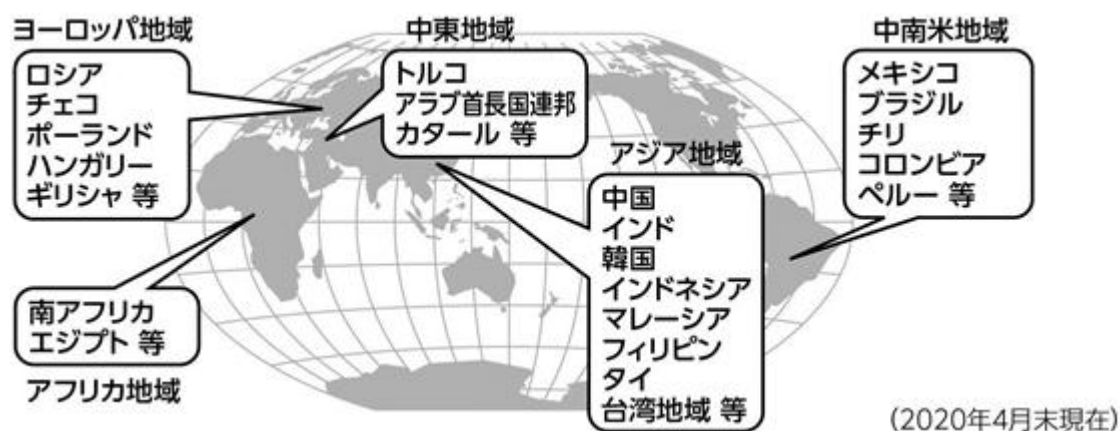 ヨーロッパ地域
ロシア
チェコ
ポーランド
ハンガリー
ギリシャ 等
中東地域
トルコ
アラブ首長国連邦
カタール 等
中南米地域
メキシコ
ブラジル
チリ
コロンビア
ペルー 等
アジア地域
中国
インド
韓国
インドネシア
マレーシア
フィリピン
タイ
台湾地域 等
南アフリカ
エジプト 等
アフリカ地域
(2020年4月末現在)